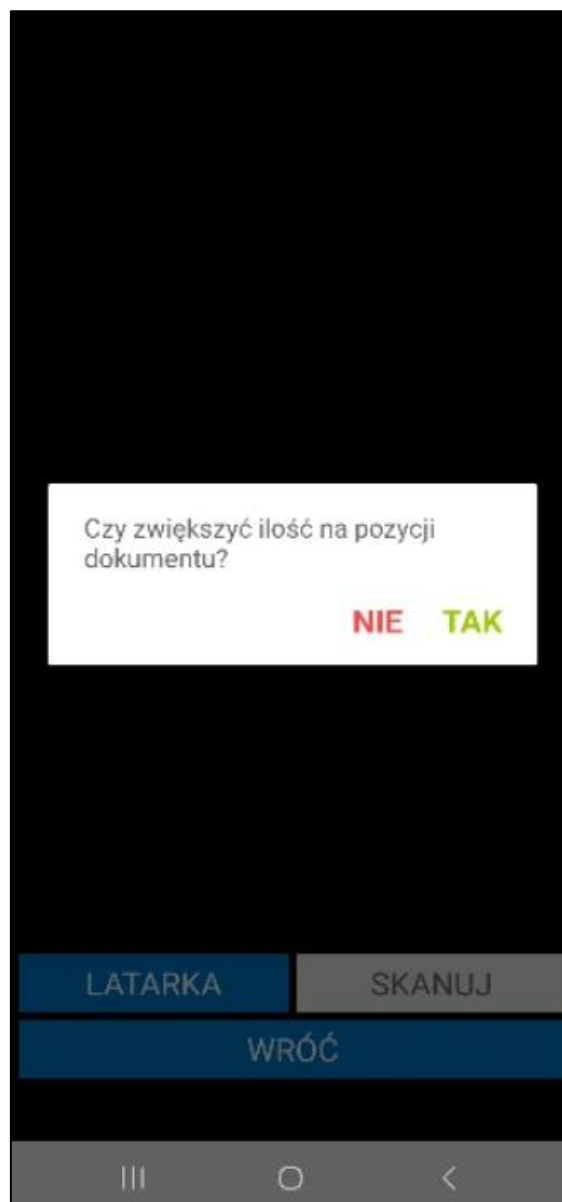 Czy zwiększyć ilość na pozycji
dokumentu?
NIE TAK
LATARKA SKANUJ
WRÓĆ